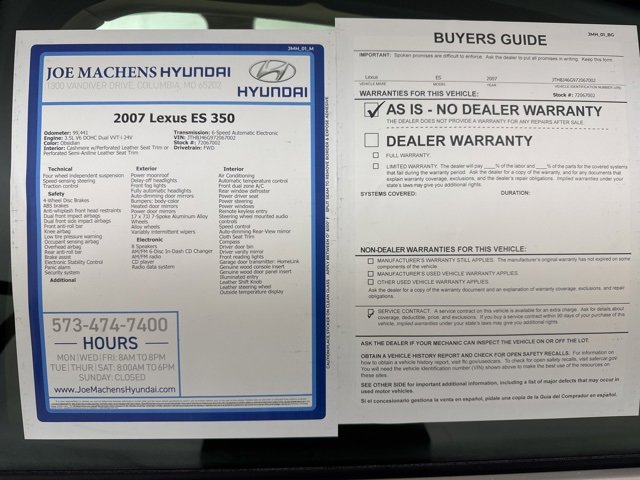 JMH_01_M
JOE MACHENS HYUNDAI
1300 VANDIVER DRIVE, COLUMBIA, MO 65202
HYUNDAI
2007 Lexus ES 350
Odometer: 99,441
Engine: 3.5L V6 DOHC Dual VVT-i 24V
Color: Obsidian
Interior: Cashmere w/Perforated Leather Seat Trim or
Perforated Semi-Aniline Leather Seat Trim
Transmission: 6-Speed Automatic Electronic
VIN: JTHBJ46G972067002
Stock #: 72067002
Drivetrain: FWD
Technical
Four wheel independent suspension
Speed-sensing steering
Traction control
Safety
4-Wheel Disc Brakes
ABS brakes
Anti-whiplash front head restraints
Dual front impact airbags
Dual front side impact airbags
Front anti-roll bar
Knee airbag
Low tire pressure warning
Occupant sensing airbag
Overhead airbag
Rear anti-roll bar
Brake assist
Electronic Stability Control
Panic alarm
Security system
Additional
Exterior
Power moonroof
Delay-off headlights
Front fog lights
Fully automatic headlights
Auto-dimming door mirrors
Bumpers: body-color
Heated door mirrors
Power door mirrors
17 x 7JJ 7-Spoke Aluminum Alloy
Wheels
Alloy wheels
Variably intermittent wipers
Electronic
8 Speakers
AM/FM 6-Disc In-Dash CD Changer
AM/FM radio
CD player
Radio data system
Interior
Air Conditioning
Automatic temperature control
Front dual zone A/C
Rear window defroster
Power driver seat
Power steering
Power windows
Remote keyless entry
Steering wheel mounted audio
controls
Speed control
Auto-dimming Rear-View mirror
Cloth Seat Trim
Compass
Driver door bin
Driver vanity mirror
Front reading lights
Garage door transmitter: HomeLink
Genuine wood console insert
Genuine wood door panel insert
Illuminated entry
Leather Shift Knob
Leather steering wheel
Outside temperature display
573-474-7400
HOURS
MON|WED|FRI: 8AM TO 8PM
TUE|THUR|SAT: 8:00AM TO 6PM
SUNDAY: CLOSED
www.JoeMachensHyundai.com
JMH_01_BG
BUYERS GUIDE
IMPORTANT: Spoken promises are difficult to enforce. Ask the dealer to put all promises in writing. Keep this form.
Lexus ES 2007 JTHBJ46G972067002
VEHICLE MAKE MODEL YEAR VEHICLE IDENTIFICATION NUMBER (VIN)
Stock #: 72067002
WARRANTIES FOR THIS VEHICLE:
AS IS - NO DEALER WARRANTY
THE DEALER DOES NOT PROVIDE A WARRANTY FOR ANY REPAIRS AFTER SALE.
DEALER WARRANTY
FULL WARRANTY.
LIMITED WARRANTY. The dealer will pay ____% of the labor and ____% of the parts for the covered systems
that fail during the warranty period. Ask the dealer for a copy of the warranty, and for any documents that
explain warranty coverage, exclusions, and the dealer's repair obligations. Implied warranties under your
state's laws may give you additional rights.
SYSTEMS COVERED: DURATION:
NON-DEALER WARRANTIES FOR THIS VEHICLE:
MANUFACTURER'S WARRANTY STILL APPLIES. The manufacturer's original warranty has not expired on some
components of the vehicle.
MANUFACTURER'S USED VEHICLE WARRANTY APPLIES.
OTHER USED VEHICLE WARRANTY APPLIES.
Ask the dealer for a copy of the warranty document and an explanation of warranty coverage, exclusions, and repair
obligations.
SERVICE CONTRACT. A service contract on this vehicle is available for an extra charge. Ask for details about
coverage, deductible, price, and exclusions. If you buy a service contract within 90 days of your purchase of this
vehicle, implied warranties under your state's laws may give you additional rights.
ASK THE DEALER IF YOUR MECHANIC CAN INSPECT THE VEHICLE ON OR OFF THE LOT.
OBTAIN A VEHICLE HISTORY REPORT AND CHECK FOR OPEN SAFETY RECALLS. For information on
how to obtain a vehicle history report, visit ftc.gov/usedcars. To check for open safety recalls, visit safercar.gov.
You will need the vehicle identification number (VIN) shown above to make the best use of the resources on
these sites.
SEE OTHER SIDE for important additional information, including a list of major defects that may occur in
used motor vehicles.
Si el concesionario gestiona la venta en español, pídale una copia de la Guía del Comprador en español.